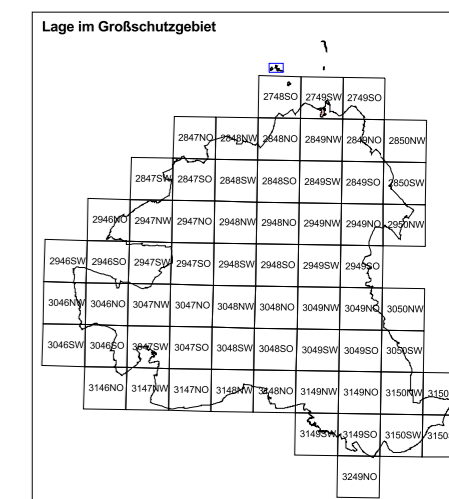 Lage im Großschutzgebiet
2748SO 2749SW 2749SO
2847NO 2848NW 2848NO 2849NW 2849NO 2850NW
2847SW 2847SO 2848SW 2848SO 2849SW 2849SO 2850SW
2946NO 2947NW 2947NO 2948NW 2948NO 2949NW 2949NO 2950NW
2946SW 2946SO 2947SW 2947SO 2948SW 2948SO 2949SW 2949SO
3046NW 3046NO 3047NW 3047NO 3048NW 3048NO 3049NW 3049NO 3050NW
3046SW 3046SO 3047SW 3047SO 3048SW 3048SO 3049SW 3049SO 3050SW
3146NO 3147NW 3147NO 3148NW 3148NO 3149NW 3149NO 3150NW 3150
3149SW 3149SO 3150SW 3150
3249NO